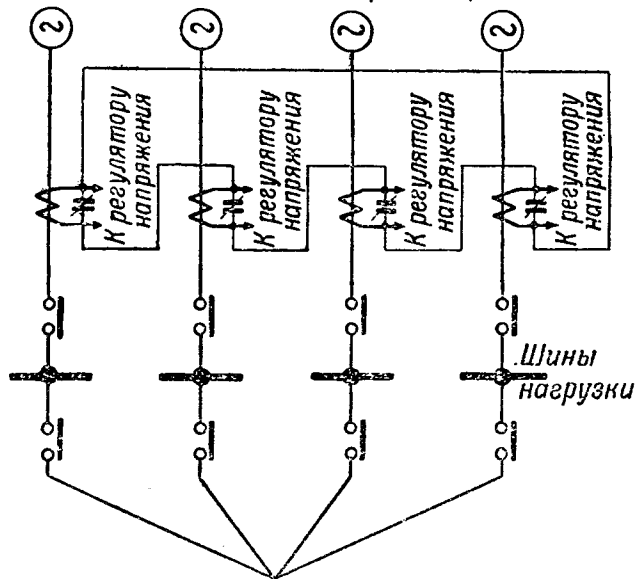 К регулятору
напряжения
К регулятору
напряжения
К регулятору
напряжения
К регулятору
напряжения
Шины
нагрузки